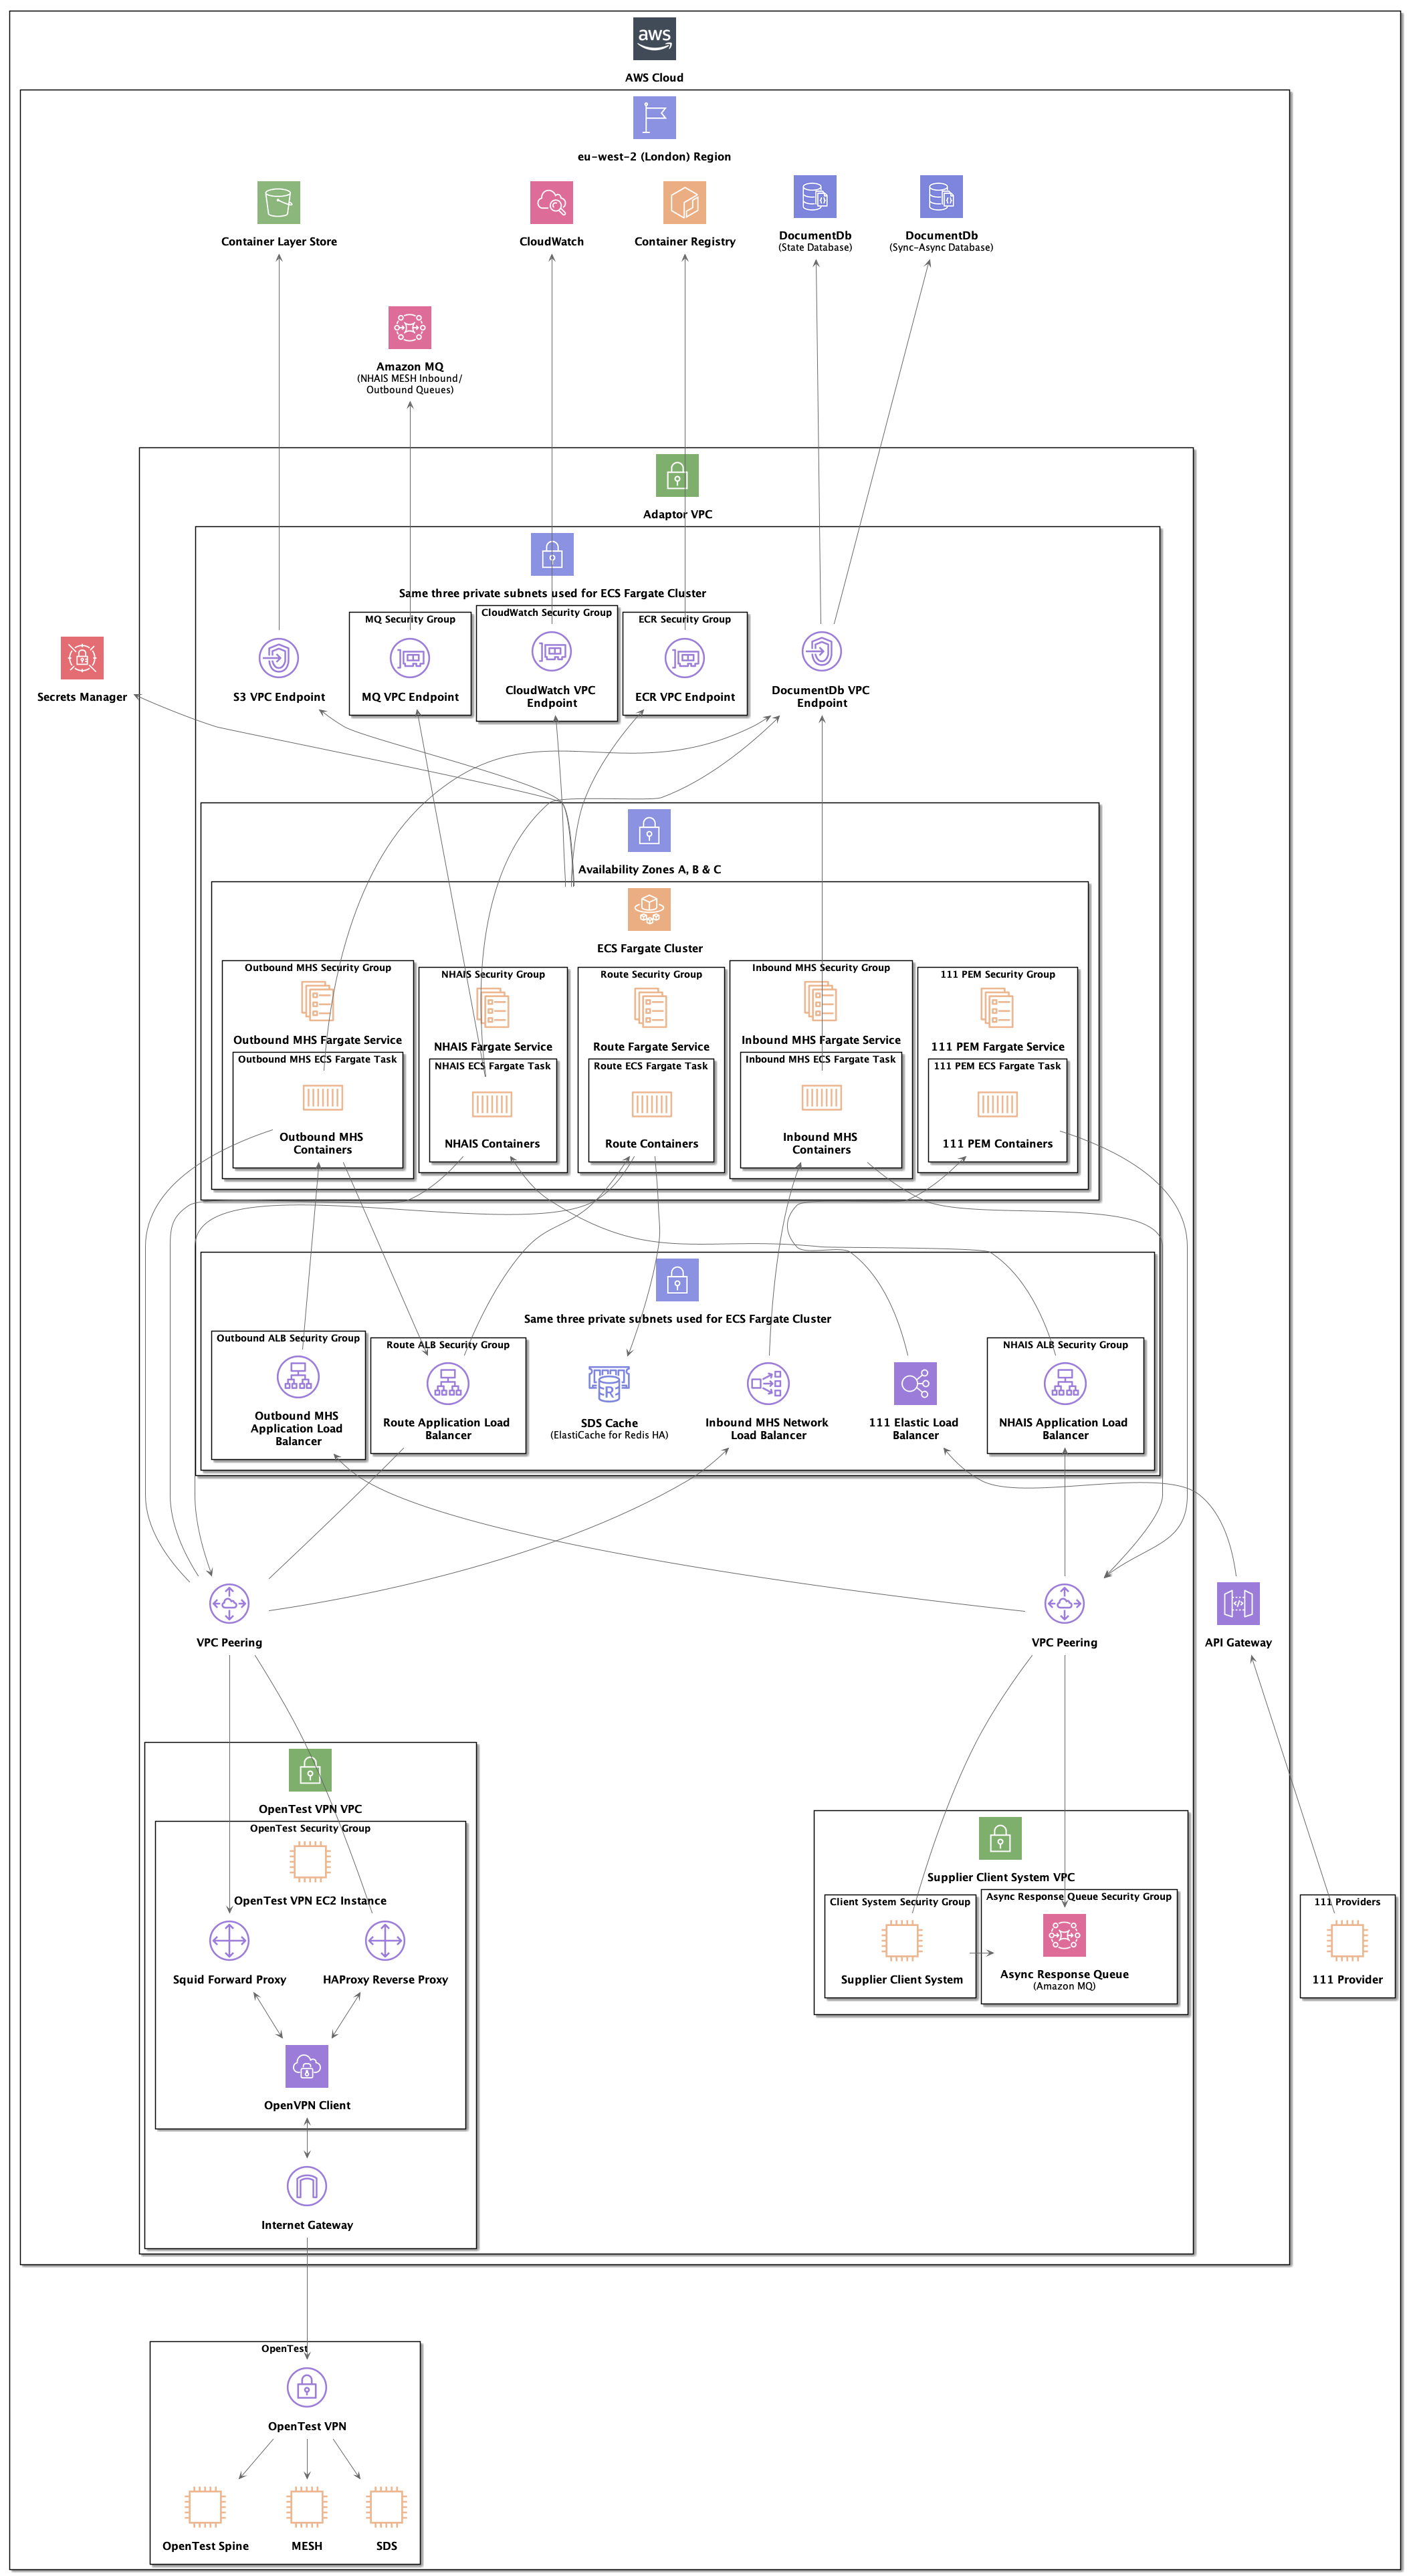 aws
AWS Cloud
eu-west-2 (London) Region
Container Layer Store
CloudWatch
Container Registry
DocumentDb
(State Database)
DocumentDb
(Sync-Async Database)
Amazon MQ
(NHAIS MESH Inbound/
Outbound Queues)
Adaptor VPC
Same three private subnets used for ECS Fargate Cluster
MQ Security Group
CloudWatch Security Group
ECR Security Group
Secrets Manager
S3 VPC Endpoint
MQ VPC Endpoint
CloudWatch VPC
Endpoint
ECR VPC Endpoint
DocumentDb VPC
Endpoint
Availability Zones A, B & C
ECS Fargate Cluster
Outbound MHS Security Group
Outbound MHS Fargate Service
Outbound MHS ECS Fargate Task
Outbound MHS
Containers
NHAIS Security Group
NHAIS Fargate Service
NHAIS ECS Fargate Task
NHAIS Containers
Route Security Group
Route Fargate Service
Route ECS Fargate Task
Route Containers
Inbound MHS Security Group
Inbound MHS Fargate Service
Inbound MHS ECS Fargate Task
Inbound MHS
Containers
111 PEM Security Group
111 PEM Fargate Service
111 PEM ECS Fargate Task
111 PEM Containers
Same three private subnets used for ECS Fargate Cluster
Outbound ALB Security Group
Outbound MHS
Application Load
Balancer
Route ALB Security Group
Route Application Load
Balancer
R
SDS Cache
(ElastiCache for Redis HA)
Inbound MHS Network
Load Balancer
111 Elastic Load
Balancer
NHAIS ALB Security Group
NHAIS Application Load
Balancer
VPC Peering
VPC Peering
API Gateway
OpenTest VPN VPC
OpenTest Security Group
OpenTest VPN EC2 Instance
Squid Forward Proxy
HAProxy Reverse Proxy
OpenVPN Client
Internet Gateway
Supplier Client System VPC
Client System Security Group
Supplier Client System
Async Response Queue Security Group
Async Response Queue
(Amazon MQ)
111 Providers
111 Provider
OpenTest
OpenTest VPN
OpenTest Spine
MESH
SDS